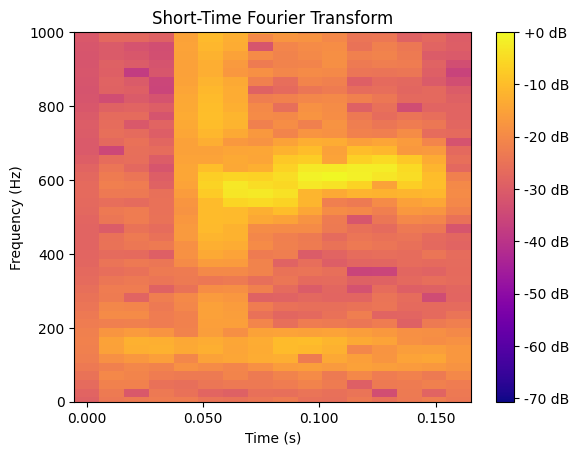 Short-Time Fourier Transform
1000
800
600
400
200
0
Frequency (Hz)
0.000
0.050
0.100
0.150
Time (s)
+0 dB
-10 dB
-20 dB
-30 dB
-40 dB
-50 dB
-60 dB
-70 dB